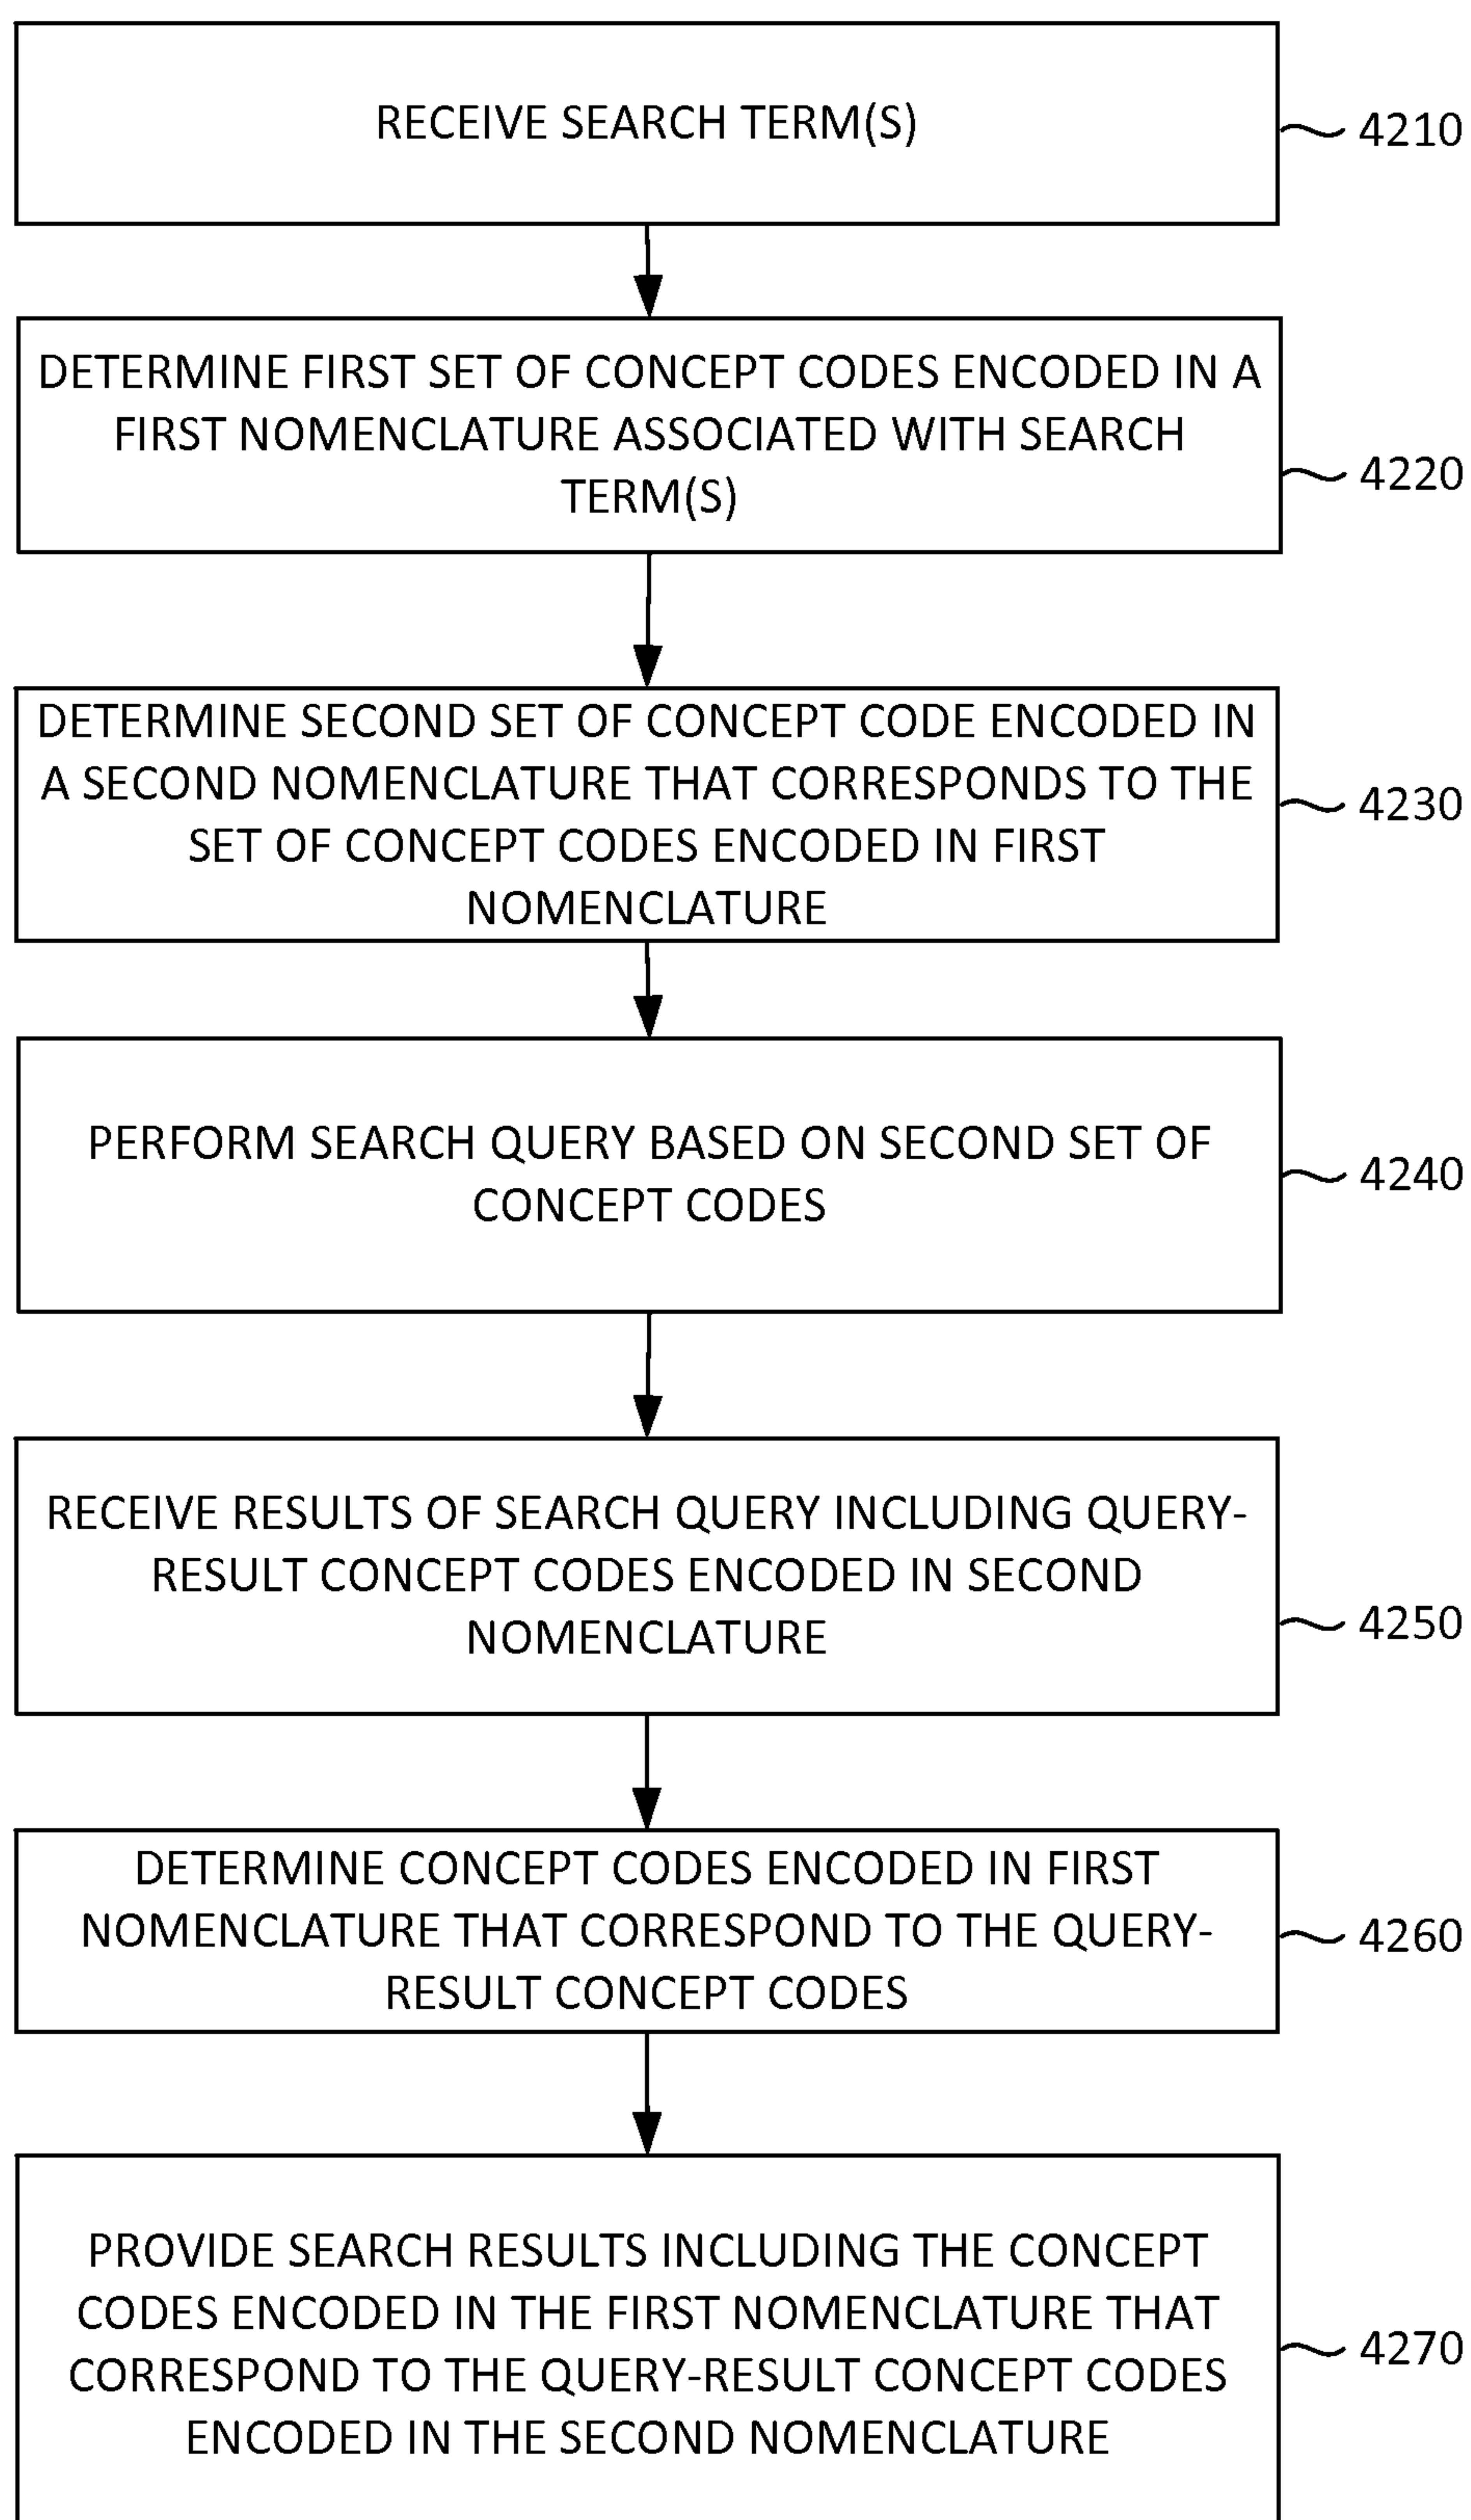 RECEIVE SEARCH TERM(S)
4210
DETERMINE FIRST SET OF CONCEPT CODES ENCODED IN A
FIRST NOMENCLATURE ASSOCIATED WITH SEARCH
TERM(S)
4220
DETERMINE SECOND SET OF CONCEPT CODE ENCODED IN
A SECOND NOMENCLATURE THAT CORRESPONDS TO THE
SET OF CONCEPT CODES ENCODED IN FIRST
NOMENCLATURE
4230
PERFORM SEARCH QUERY BASED ON SECOND SET OF
CONCEPT CODES
4240
RECEIVE RESULTS OF SEARCH QUERY INCLUDING QUERY-
RESULT CONCEPT CODES ENCODED IN SECOND
NOMENCLATURE
4250
DETERMINE CONCEPT CODES ENCODED IN FIRST
NOMENCLATURE THAT CORRESPOND TO THE QUERY-
RESULT CONCEPT CODES
4260
PROVIDE SEARCH RESULTS INCLUDING THE CONCEPT
CODES ENCODED IN THE FIRST NOMENCLATURE THAT
CORRESPOND TO THE QUERY-RESULT CONCEPT CODES
ENCODED IN THE SECOND NOMENCLATURE
4270